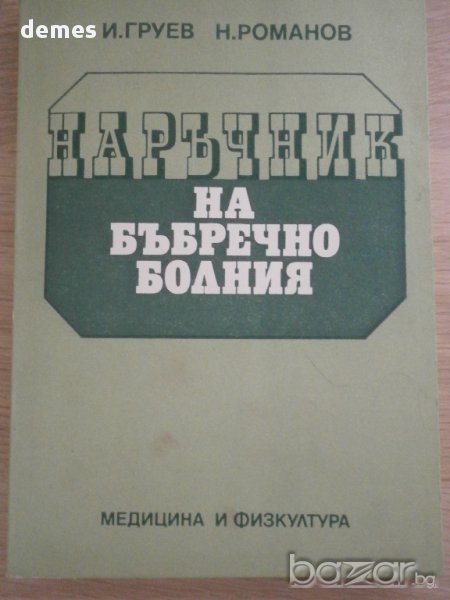 demes
И.ГРУЕВ Н.РОМАНОВ
НАРЪЧНИК
НА
БЪБРЕЧНО
БОЛНИЯ
МЕДИЦИНА И ФИЗКУЛТУРА
bazar.bg